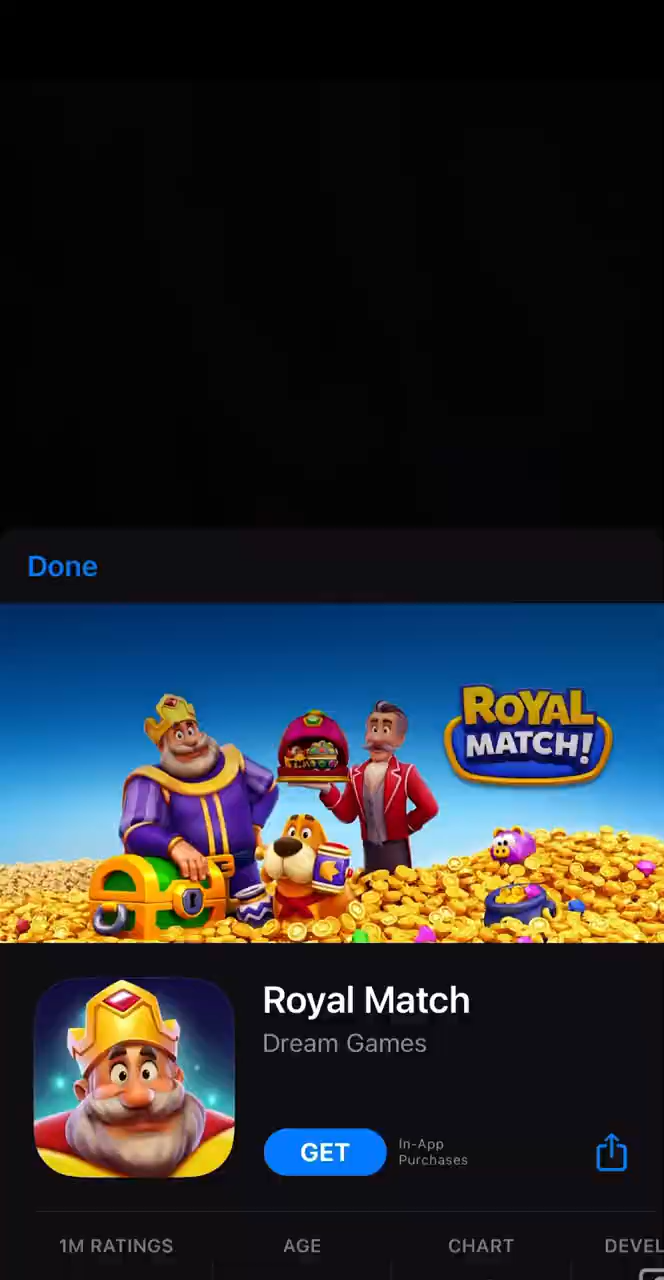 Done
ROYAL
MATCH!
Royal Match
Dream Games
GET
In-App
Purchases
1M RATINGS
AGE
CHART
DEVEL